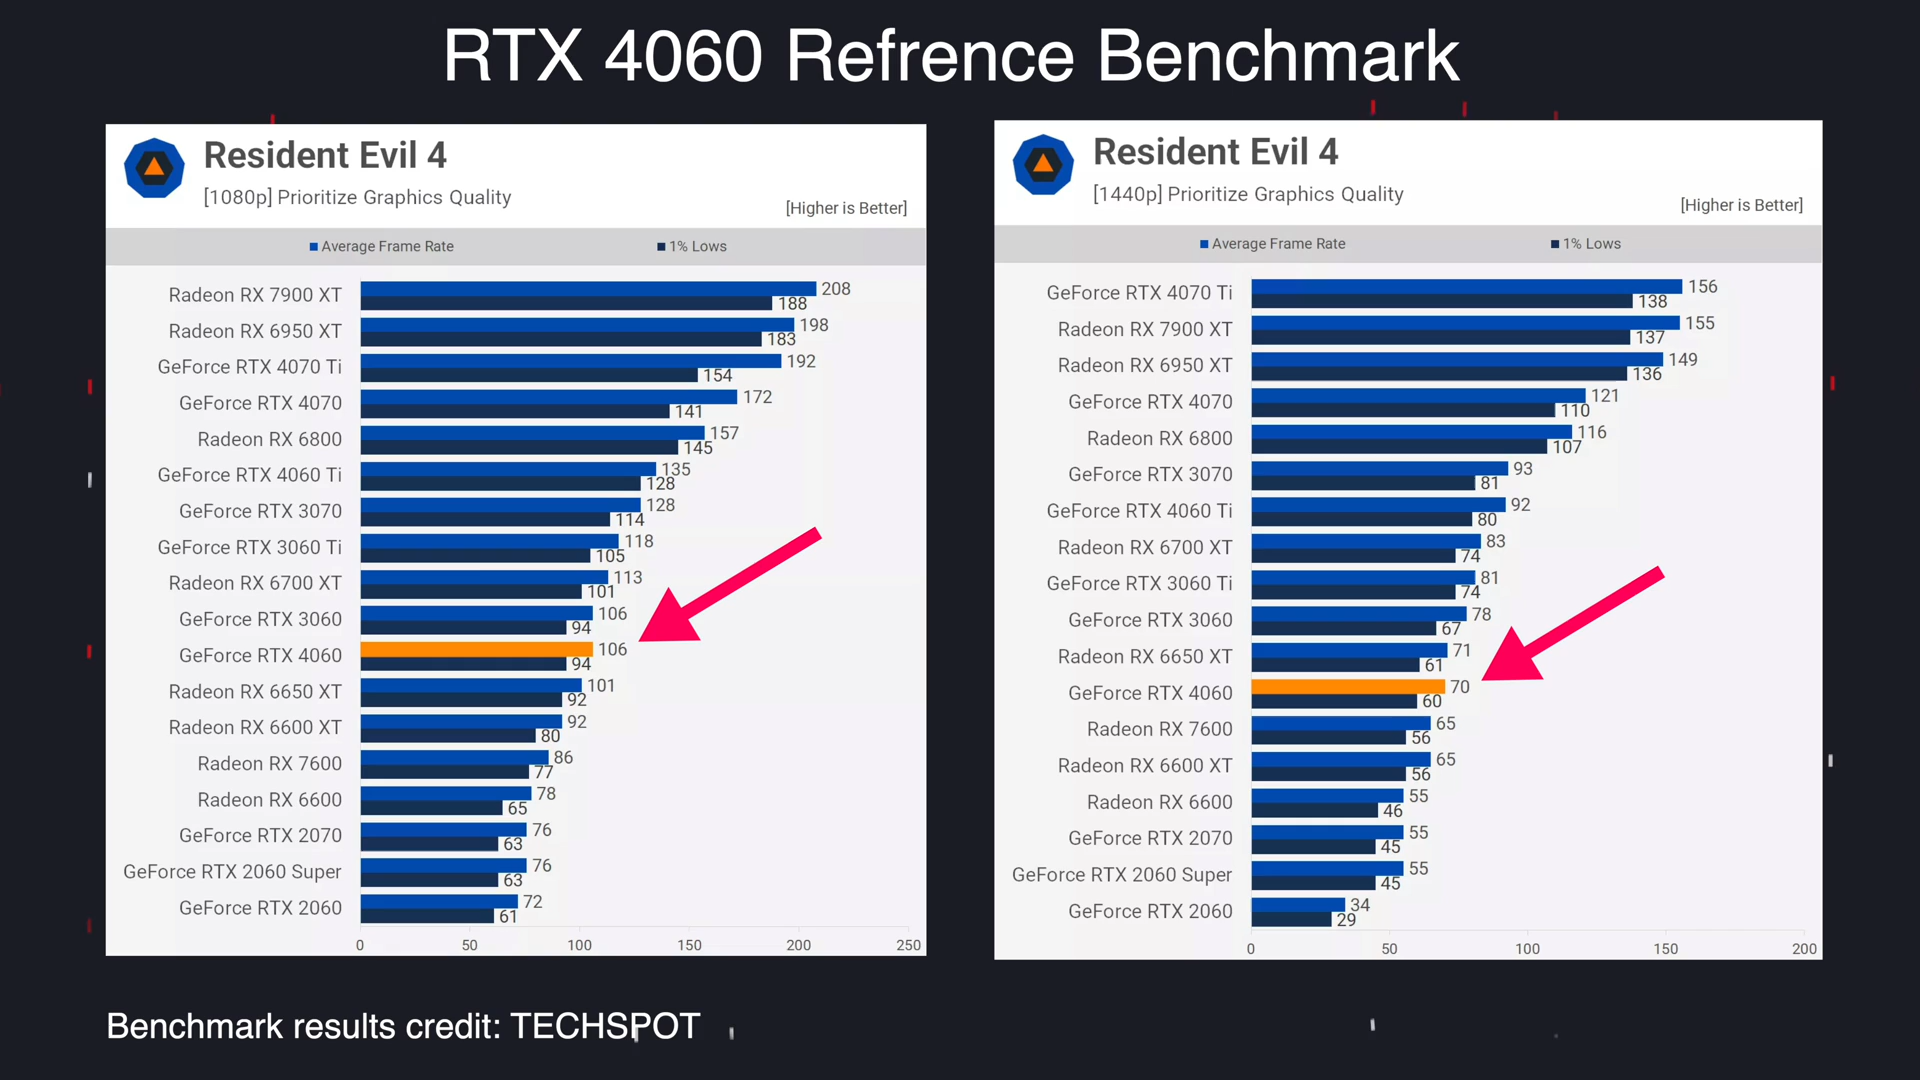 RTX 4060 Refrence Benchmark
Resident Evil 4
[1080p] Prioritize Graphics Quality
[Higher is Better]
Average Frame Rate 1% Lows
Radeon RX 7900 XT 208 188
Radeon RX 6950 XT 198 183
GeForce RTX 4070 Ti 192 154
GeForce RTX 4070 172 141
Radeon RX 6800 157 145
GeForce RTX 4060 Ti 135 128
GeForce RTX 3070 128 114
GeForce RTX 3060 Ti 118 105
Radeon RX 6700 XT 113 101
GeForce RTX 3060 106 94
GeForce RTX 4060 106 94
Radeon RX 6650 XT 101 92
Radeon RX 6600 XT 92 80
Radeon RX 7600 86 77
Radeon RX 6600 78 65
GeForce RTX 2070 76 63
GeForce RTX 2060 Super 76 63
GeForce RTX 2060 72 61
0 50 100 150 200 250
Resident Evil 4
[1440p] Prioritize Graphics Quality
[Higher is Better]
Average Frame Rate 1% Lows
GeForce RTX 4070 Ti 156 138
Radeon RX 7900 XT 155 137
Radeon RX 6950 XT 149 136
GeForce RTX 4070 121 110
Radeon RX 6800 116 107
GeForce RTX 3070 93 81
GeForce RTX 4060 Ti 92 80
Radeon RX 6700 XT 83 74
GeForce RTX 3060 Ti 81 74
GeForce RTX 3060 78 67
Radeon RX 6650 XT 71 61
GeForce RTX 4060 70 60
Radeon RX 7600 65 56
Radeon RX 6600 XT 65 56
Radeon RX 6600 55 46
GeForce RTX 2070 55 45
GeForce RTX 2060 Super 55 45
GeForce RTX 2060 34 29
0 50 100 150 200
Benchmark results credit: TECHSPOT